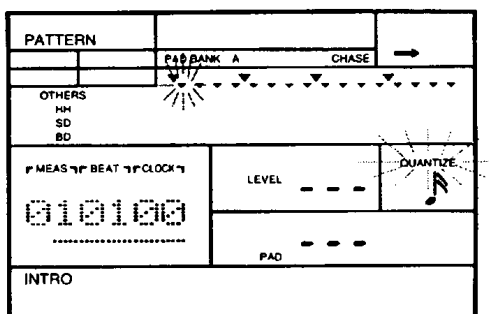 PATTERN
PAD BANK A CHASE
OTHERS
HH
SD
BD
MEAS BEAT CLOCK
LEVEL
QUANTIZE
010100
PAD
INTRO